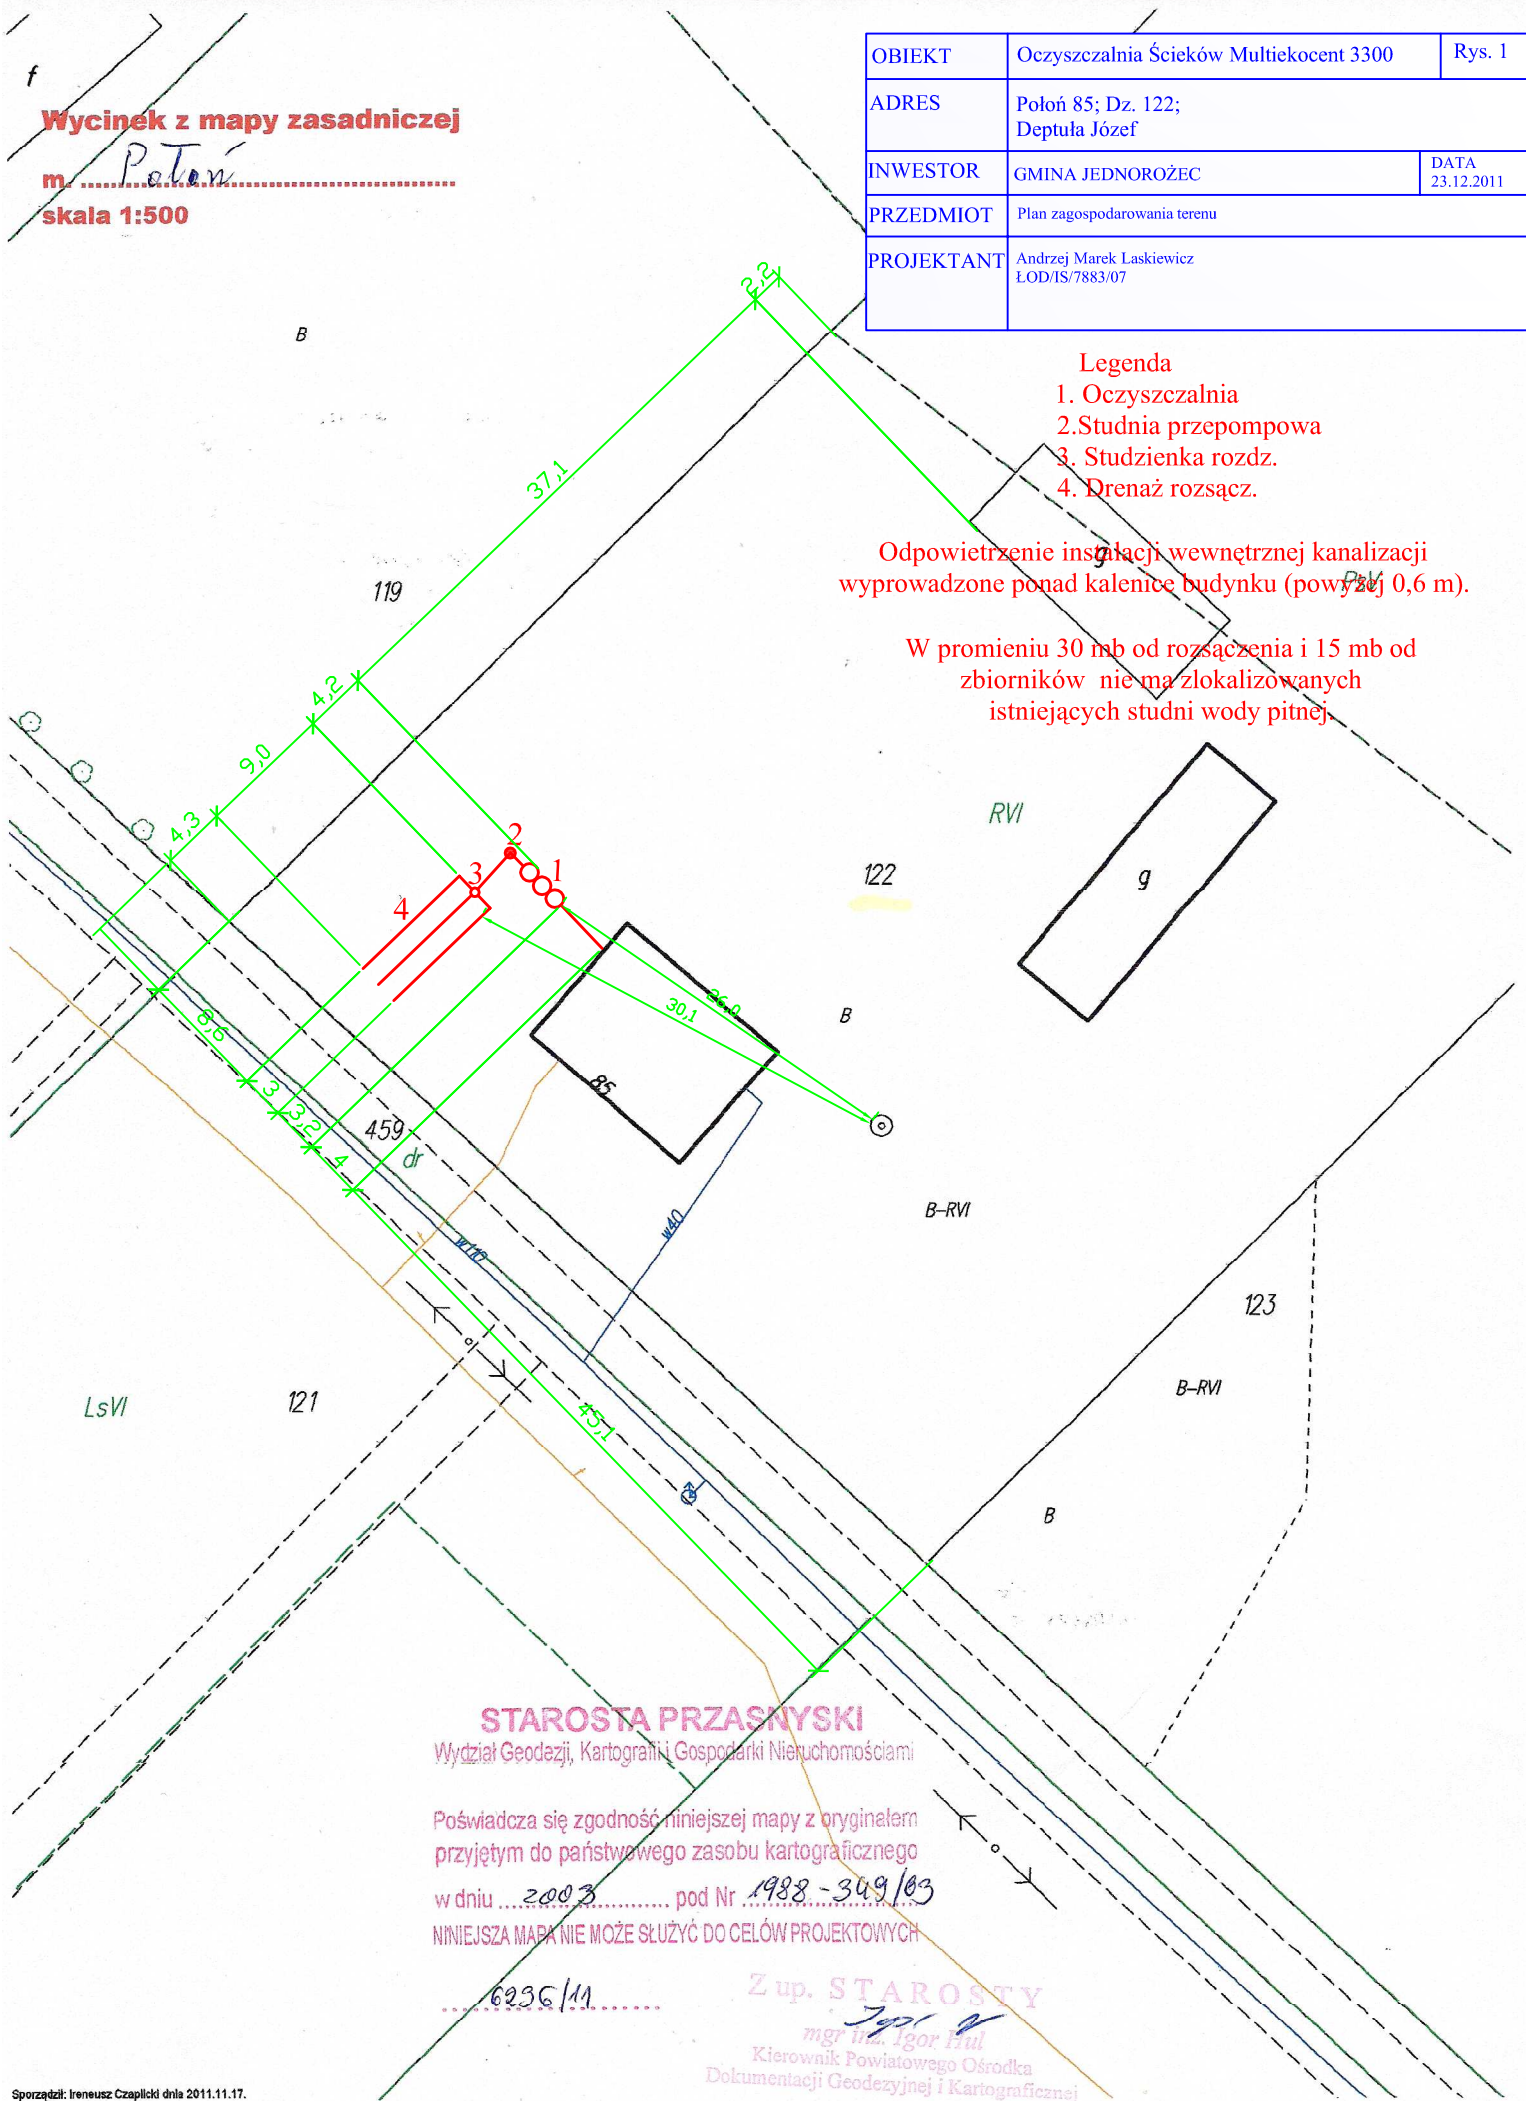 OBIEKT
Oczyszczalnia Ścieków Multiekocent 3300
Rys. 1
ADRES
Połoń 85; Dz. 122;
Deptuła Józef
INWESTOR
GMINA JEDNOROŻEC
DATA
23.12.2011
PRZEDMIOT
Plan zagospodarowania terenu
PROJEKTANT
Andrzej Marek Laskiewicz
ŁOD/IS/7883/07
f
Wycinek z mapy zasadniczej
m. Połoń
skala 1:500
B
2,2
Legenda
1. Oczyszczalnia
2.Studnia przepompowa
3. Studzienka rozdz.
4. Drenaż rozsącz.
37,1
g
Odpowietrzenie instalacji wewnętrznej kanalizacji
wyprowadzone ponad kalenice budynku (powyżej 0,6 m).
PsV
119
W promieniu 30 mb od rozsączenia i 15 mb od
zbiorników nie ma zlokalizowanych
istniejących studni wody pitnej.
4,2
9,0
4,3
RVI
2
1
3
4
122
g
8,6
30,1
26,0
B
3
3,2
4
85
459
dr
w40
w110
B-RVI
123
B-RVI
LsVI
121
45,1
B
STAROSTA PRZASNYSKI
Wydział Geodezji, Kartografii i Gospodarki Nieruchomościami
Poświadcza się zgodność niniejszej mapy z oryginałem
przyjętym do państwowego zasobu kartograficznego
w dniu 2003 pod Nr 1988-349/03
NINIEJSZA MAPA NIE MOŻE SŁUŻYĆ DO CELÓW PROJEKTOWYCH
6236/11
Z up. STAROSTY
mgr inż. Igor Hul
Kierownik Powiatowego Ośrodka
Dokumentacji Geodezyjnej i Kartograficznej
Sporządził: Ireneusz Czaplicki dnia 2011.11.17.